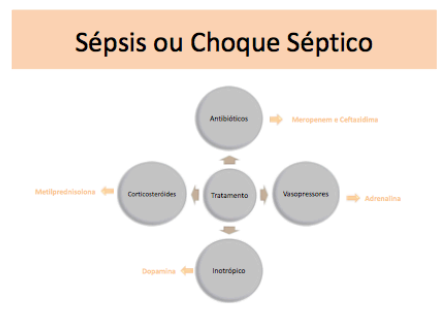 Sépsis ou Choque Séptico
Antibióticos
Meropenem e Ceftazidima
Metilprednisolona
Corticosteróides
Tratamento
Vasopressores
Adrenalina
Dopamina
Inotrópico